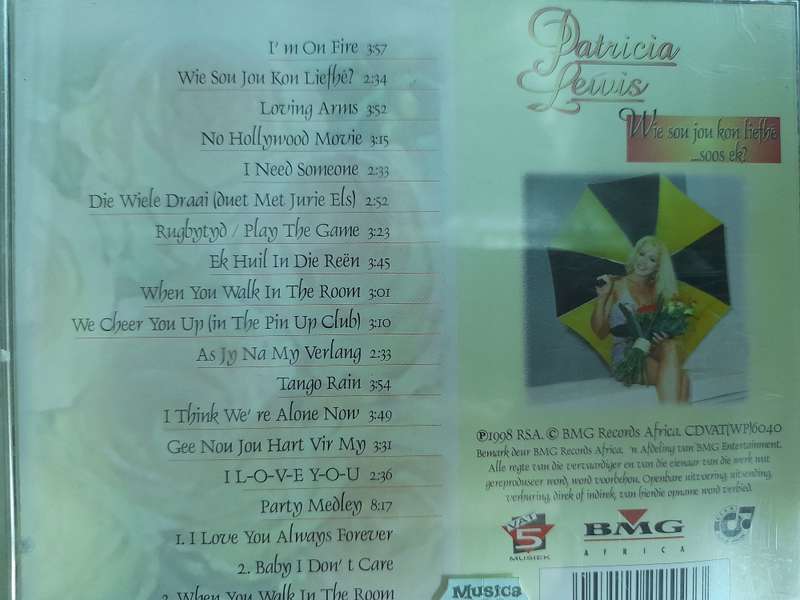 I' m On Fire 3:57
Wie Sou Jou Kon Liefhê? 2:34
Loving Arms 3:52
No Hollywood Movie 3:15
I Need Someone 2:33
Die Wiele Draai (duet Met Jurie Els) 2:52
Rugbytyd / Play The Game 3:23
Ek Huil In Die Reën 3:45
When You Walk In The Room 3:01
We Cheer You Up (in The Pin Up Club) 3:10
As Jy Na My Verlang 2:33
Tango Rain 3:54
I Think We' re Alone Now 3:49
Gee Nou Jou Hart Vir My 3:31
I L-O-V-E Y-O-U 2:36
Party Medley 8:17
1. I Love You Always Forever
2. Baby I Don' t Care
3. When You Walk In The Room
Patricia
Lewis
Wie sou jou kon liefhê
...soos ek?
℗1998 RSA. © BMG Records Africa. CDVAT(WP)6040
Bemark deur BMG Records Africa. 'n Afdeling van BMG Entertainment.
Alle regte van die vervaardiger en van die eienaar van die werk wat
gereproduseer word, word voorbehou. Openbare uitvoering, uitsending,
verhuring, direk of indirek, van hierdie opname word verbied.
VAT
5
MUSIEK
BMG
AFRICA
Musica